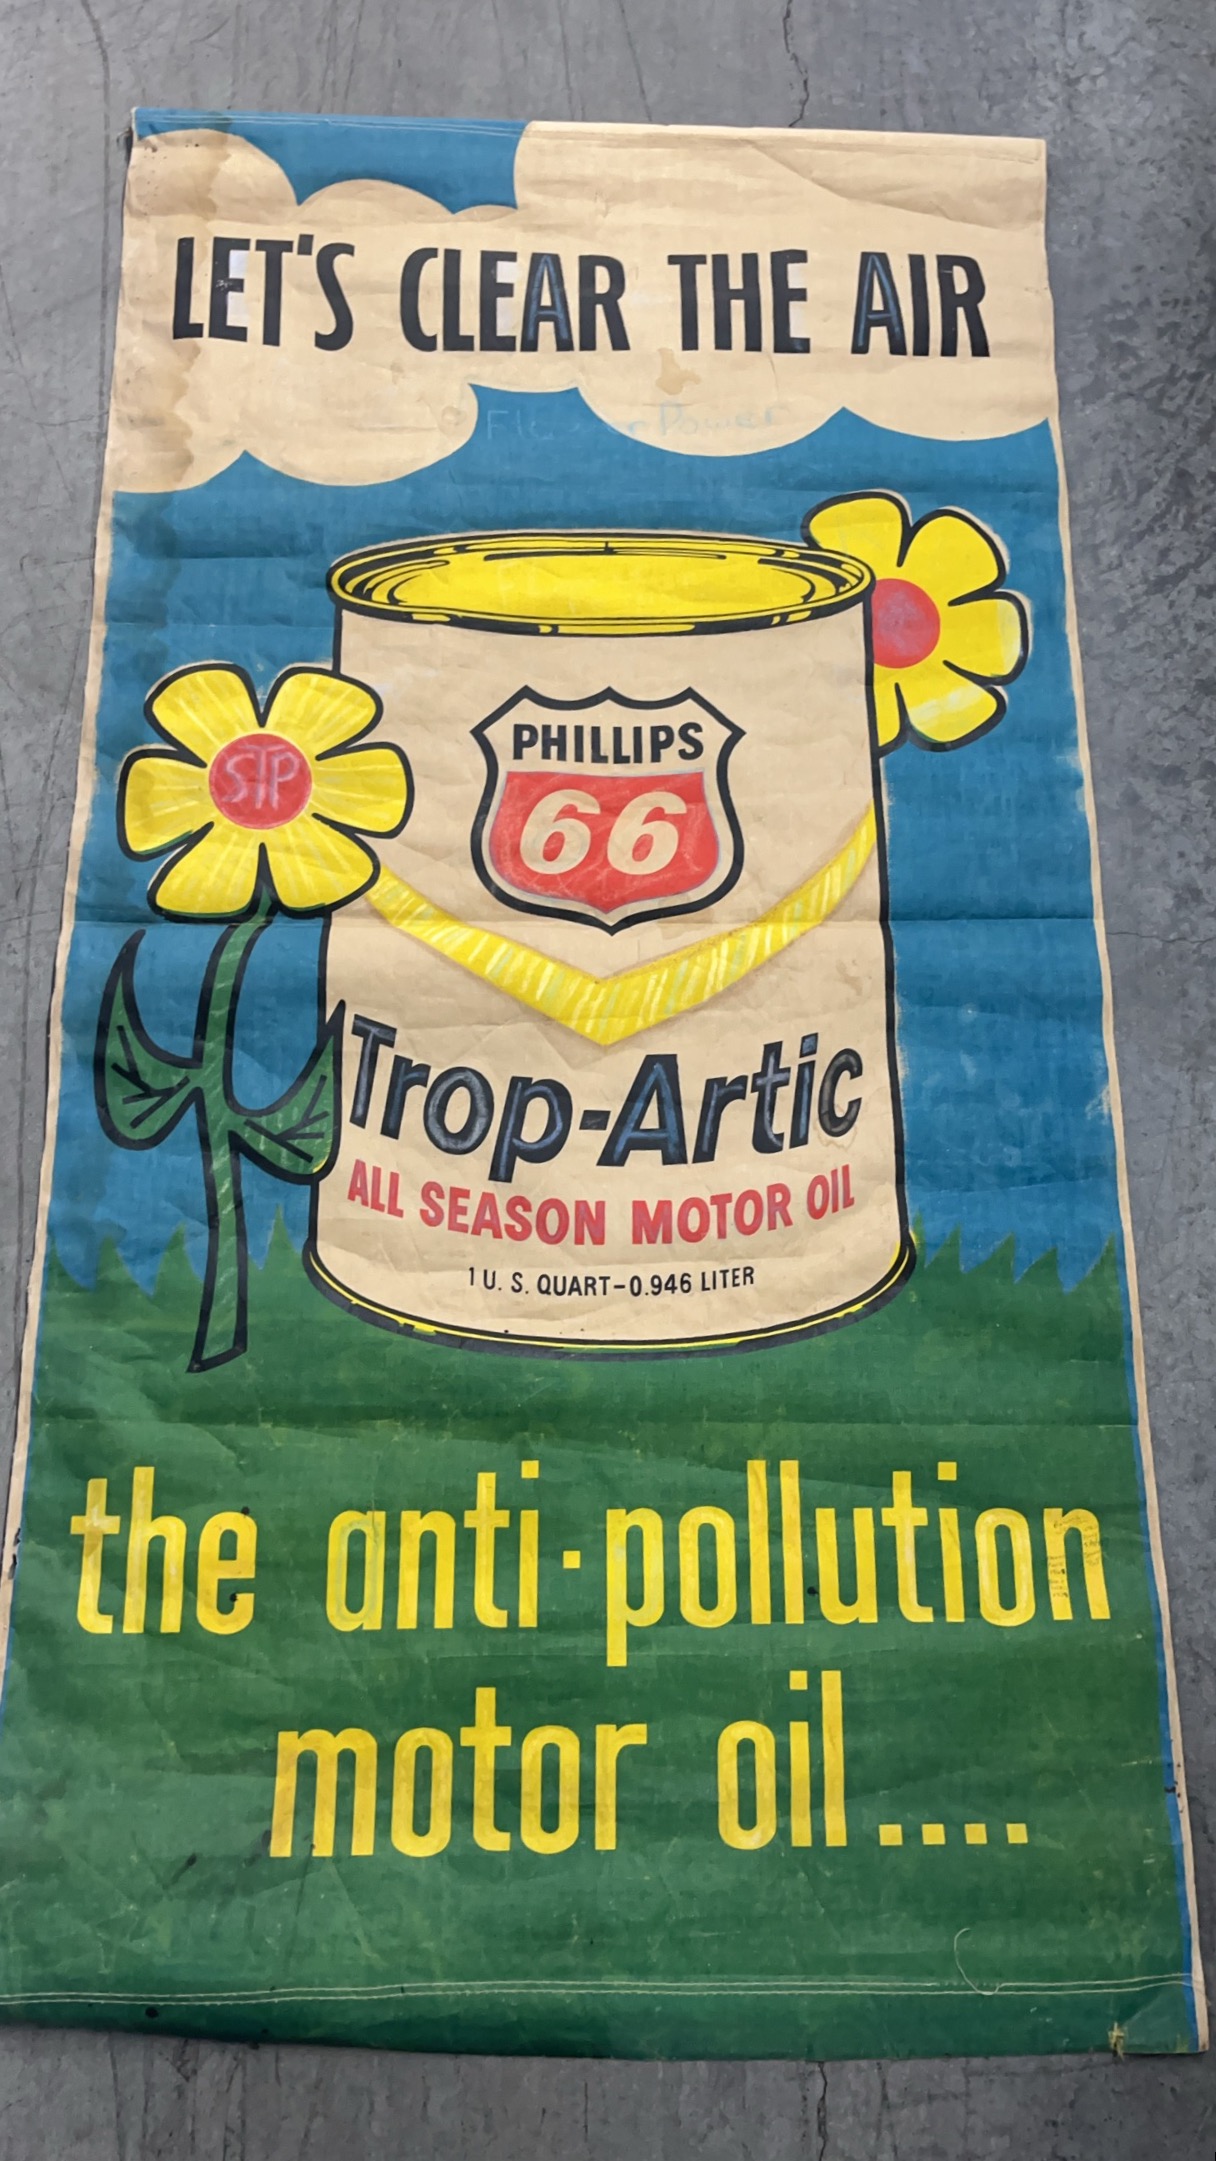 LET'S CLEAR THE AIR
Power
STP
PHILLIPS
66
Trop-Artic
ALL SEASON MOTOR OIL
1 U. S. QUART-0.946 LITER
the anti-pollution
motor oil....